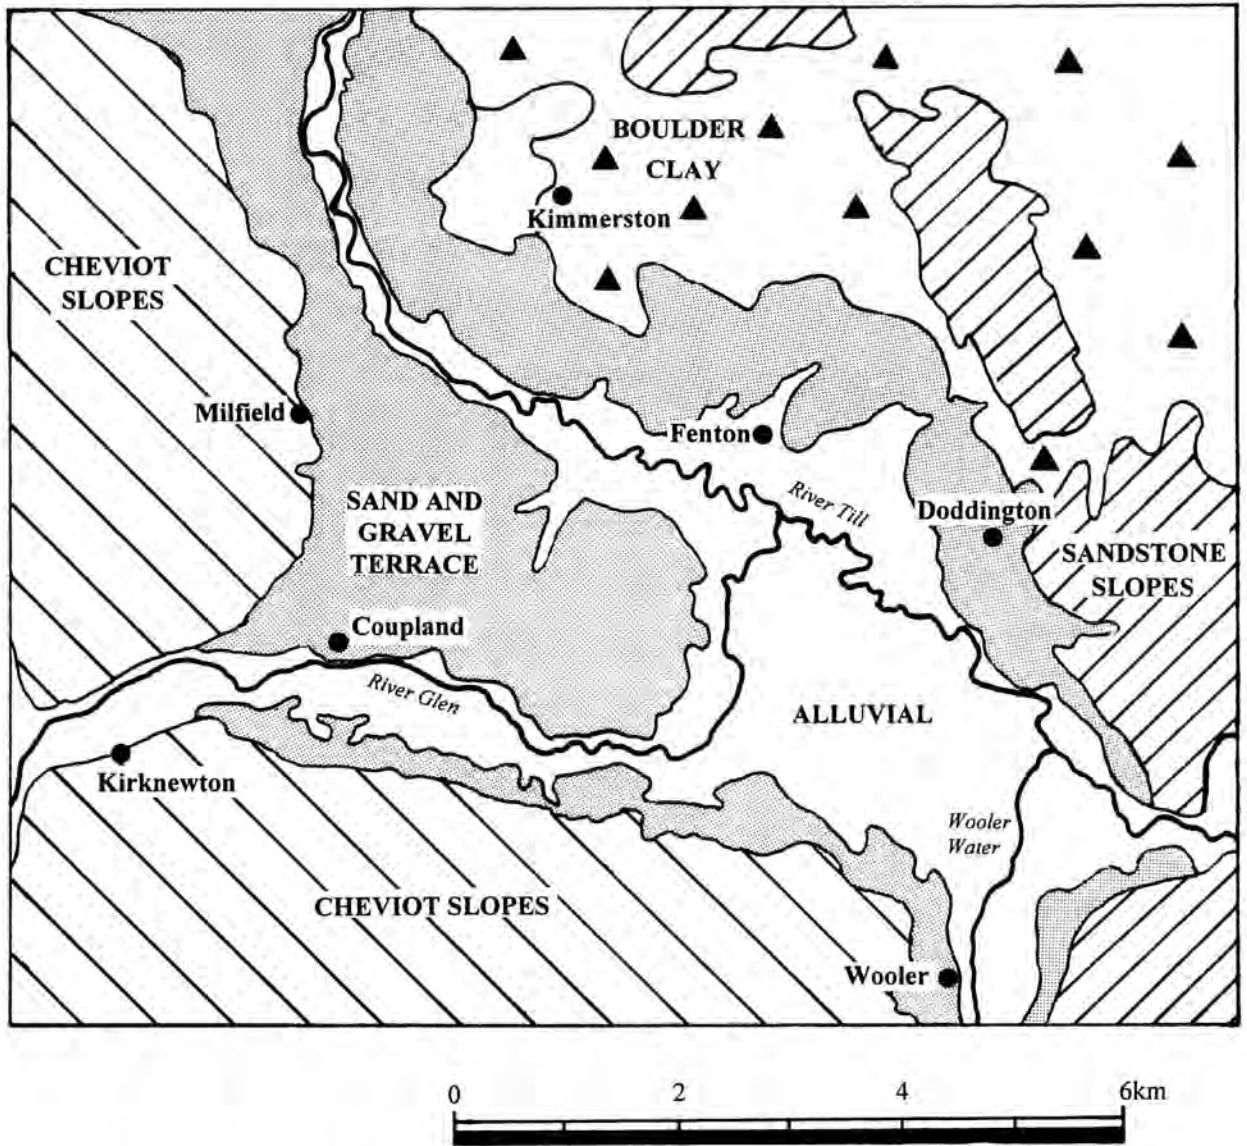 BOULDER
CLAY
Kimmerston
CHEVIOT
SLOPES
Milfield
Fenton
River Till
SAND AND
GRAVEL
TERRACE
Doddington
SANDSTONE
SLOPES
Coupland
River Glen
ALLUVIAL
Kirknewton
Wooler
Water
CHEVIOT SLOPES
Wooler
0 2 4 6km